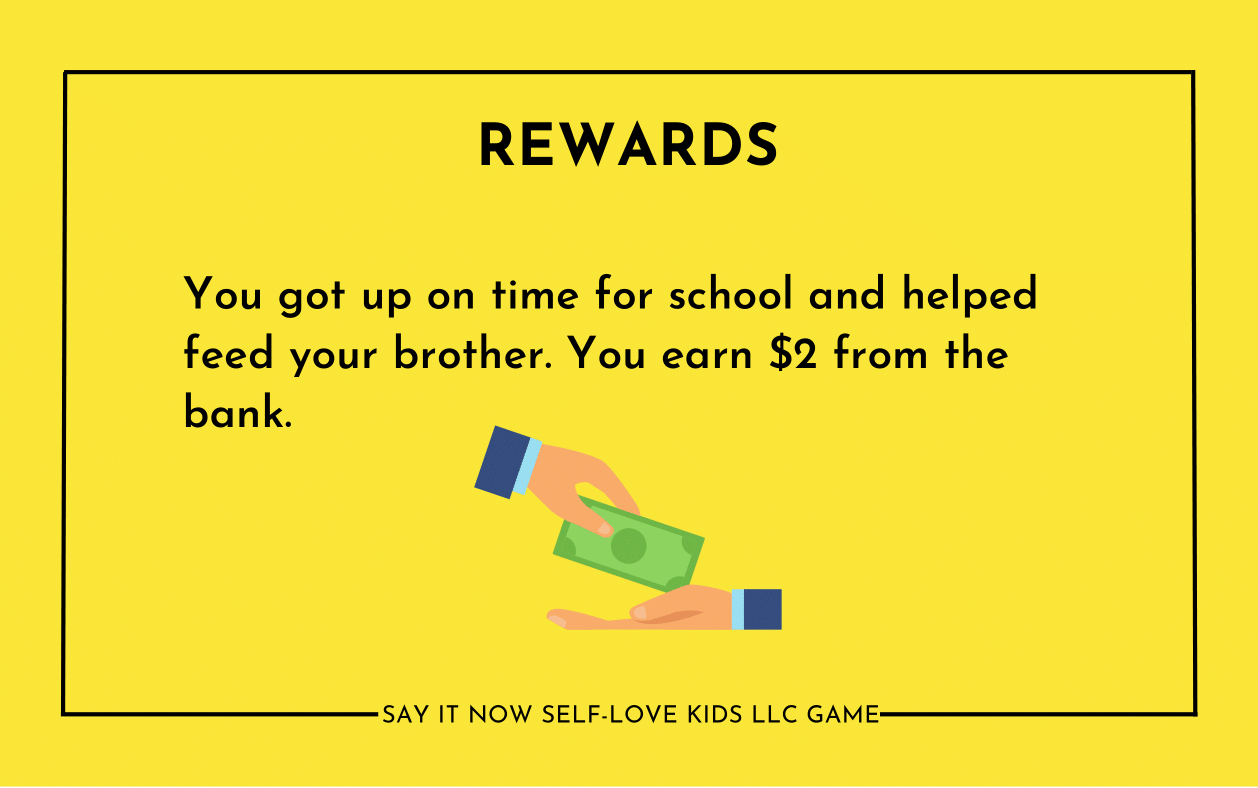 REWARDS
You got up on time for school and helped
feed your brother. You earn $2 from the
bank.
SAY IT NOW SELF-LOVE KIDS LLC GAME